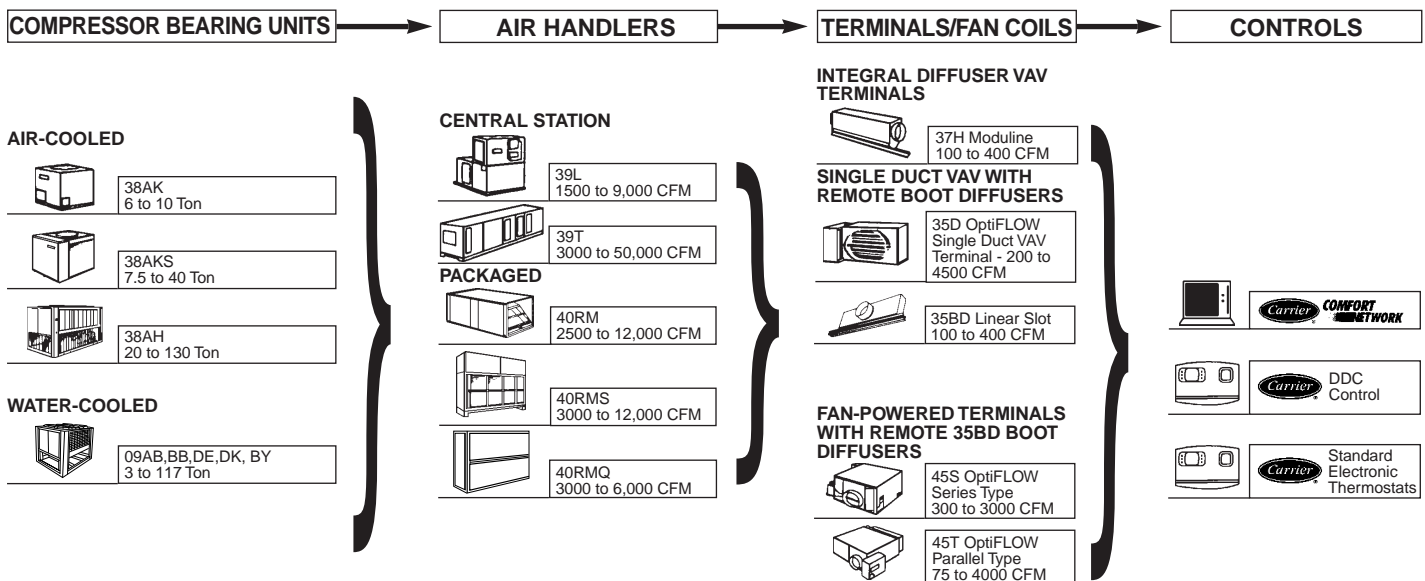 COMPRESSOR BEARING UNITS
AIR HANDLERS
TERMINALS/FAN COILS
CONTROLS
AIR-COOLED
38AK
6 to 10 Ton
38AKS
7.5 to 40 Ton
38AH
20 to 130 Ton
WATER-COOLED
09AB,BB,DE,DK, BY
3 to 117 Ton
CENTRAL STATION
39L
1500 to 9,000 CFM
39T
3000 to 50,000 CFM
PACKAGED
40RM
2500 to 12,000 CFM
40RMS
3000 to 12,000 CFM
40RMQ
3000 to 6,000 CFM
INTEGRAL DIFFUSER VAV
TERMINALS
37H Moduline
100 to 400 CFM
SINGLE DUCT VAV WITH
REMOTE BOOT DIFFUSERS
35D OptiFLOW
Single Duct VAV
Terminal - 200 to
4500 CFM
35BD Linear Slot
100 to 400 CFM
FAN-POWERED TERMINALS
WITH REMOTE 35BD BOOT
DIFFUSERS
45S OptiFLOW
Series Type
300 to 3000 CFM
45T OptiFLOW
Parallel Type
75 to 4000 CFM
Carrier COMFORT
NETWORK
Carrier DDC
Control
Carrier Standard
Electronic
Thermostats